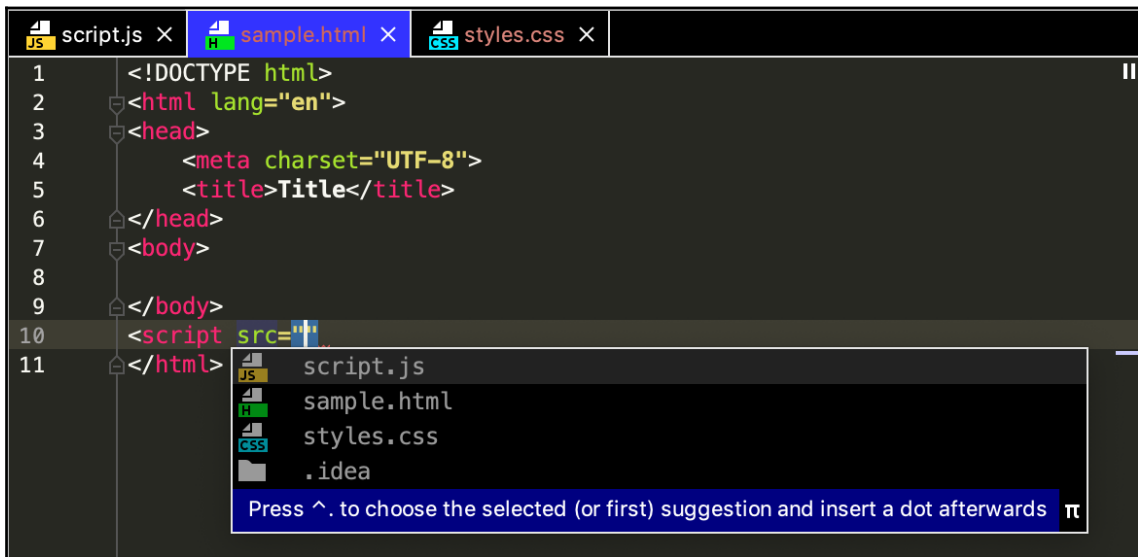 JS script.js × H sample.html × CSS styles.css ×
1 <!DOCTYPE html>
2 <html lang="en">
3 <head>
4     <meta charset="UTF-8">
5     <title>Title</title>
6 </head>
7 <body>
8
9 </body>
10 <script src=""
11 </html>
JS script.js
H sample.html
CSS styles.css
.idea
Press ^. to choose the selected (or first) suggestion and insert a dot afterwards π